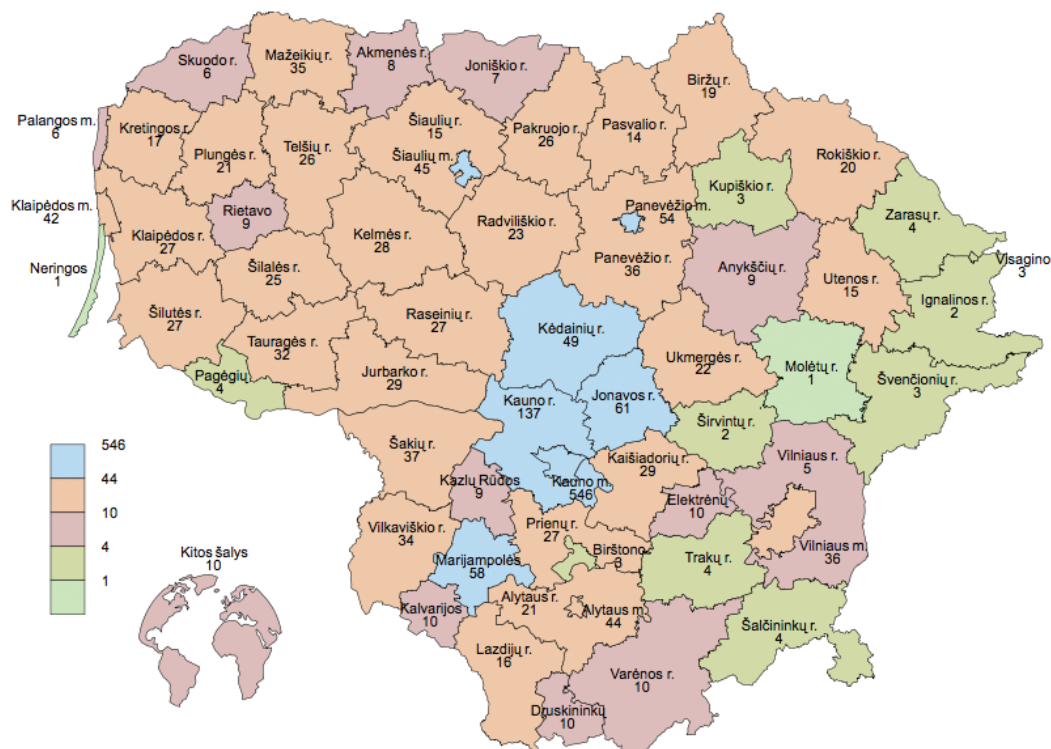 Skuodo r.
6
Mažeikių r.
35
Akmenės r.
8
Joniškio r.
7
Biržų r.
19
Palangos m.
6
Kretingos r.
17
Plungės r.
21
Telšių r.
26
Šiaulių r.
15
Šiaulių m.
45
Pakruojo r.
26
Pasvalio r.
14
Rokiškio r.
20
Kupiškio r.
3
Zarasų r.
4
Klaipėdos m.
42
Klaipėdos r.
27
Rietavo
9
Kelmės r.
28
Radviliškio r.
23
Panevėžio m.
54
Panevėžio r.
36
Anykščių r.
9
Utenos r.
15
Visagino
3
Ignalinos r.
2
Neringos
1
Šilalės r.
25
Šilutės r.
27
Tauragės r.
32
Raseinių r.
27
Kėdainių r.
49
Ukmergės r.
22
Molėtų r.
1
Švenčionių r.
3
Pagėgių
4
Jurbarko r.
29
Kauno r.
137
Jonavos r.
61
Širvintų r.
2
Šakių r.
37
Kazlų Rūdos
9
Kauno m.
546
Kaišiadorių r.
29
Vilniaus r.
5
Elektrėnų
10
Vilniaus m.
36
Vilkaviškio r.
34
Prienų r.
27
Birštono
3
Trakų r.
4
Marijampolės
58
Kalvarijos
10
Alytaus r.
21
Alytaus m.
44
Šalčininkų r.
4
Lazdijų r.
16
Varėnos r.
10
Druskininkų
10
546
44
10
4
1
Kitos šalys
10